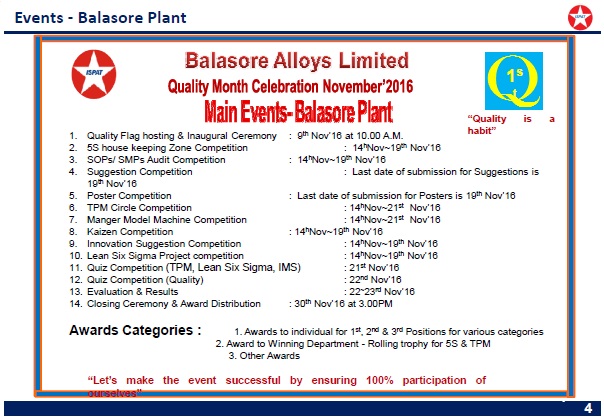 Events - Balasore Plant
ISPAT
ISPAT
Balasore Alloys Limited
Quality Month Celebration November'2016
Main Events- Balasore Plant
1st
Q
"Quality is a
habit"
1. Quality Flag hosting & Inaugural Ceremony : 9th Nov'16 at 10.00 A.M.
2. 5S house keeping Zone Competition : 14hNov~19th Nov'16
3. SOPs/ SMPs Audit Competition : 14hNov~19th Nov'16
4. Suggestion Competition : Last date of submission for Suggestions is
19th Nov'16
5. Poster Competition : Last date of submission for Posters is 19th Nov'16
6. TPM Circle Competition : 14hNov~21st Nov'16
7. Manger Model Machine Competition : 14hNov~21st Nov'16
8. Kaizen Competition : 14hNov~19th Nov'16
9. Innovation Suggestion Competition : 14hNov~19th Nov'16
10. Lean Six Sigma Project competition : 14hNov~19th Nov'16
11. Quiz Competition (TPM, Lean Six Sigma, IMS) : 21st Nov'16
12. Quiz Competition (Quality) : 22nd Nov'16
13. Evaluation & Results : 22~23rd Nov'16
14. Closing Ceremony & Award Distribution : 30th Nov'16 at 3.00PM
Awards Categories : 1. Awards to individual for 1st, 2nd & 3rd Positions for various categories
2. Award to Winning Department - Rolling trophy for 5S & TPM
3. Other Awards
"Let's make the event successful by ensuring 100% participation of
ourselves"
4